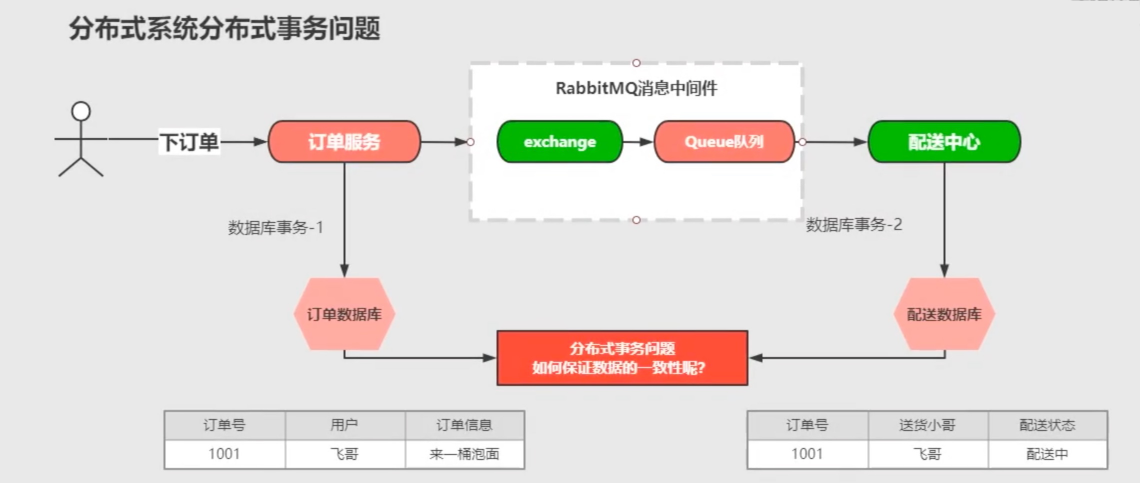 分布式系统分布式事务问题
RabbitMQ消息中间件
下订单
订单服务
exchange
Queue队列
配送中心
数据库事务-1
数据库事务-2
订单数据库
配送数据库
分布式事务问题
如何保证数据的一致性呢?
订单号 用户 订单信息
1001 飞哥 来一桶泡面
订单号 送货小哥 配送状态
1001 飞哥 配送中